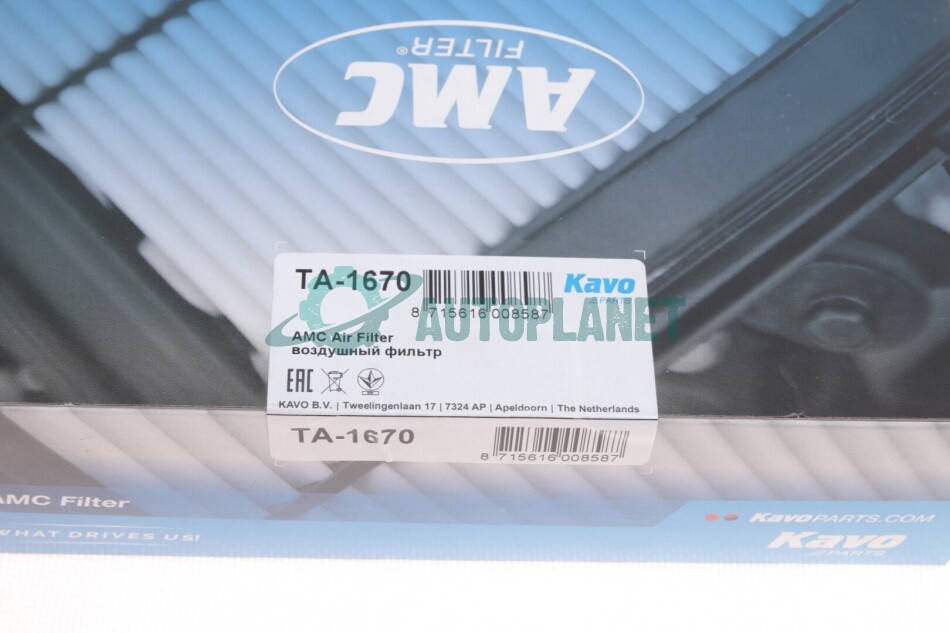 AMC
FILTER®
TA-1670
8 715616 008587
Kavo
PARTS
AUTOPLANET
AMC Air Filter
воздушный фильтр
EAC
KAVO B.V. | Tweelingenlaan 17 | 7324 AP | Apeldoorn | The Netherlands
TA-1670
8 715616 008587
AMC Filter
WHAT DRIVES US!
KavoPARTS.COM
Kavo
PARTS